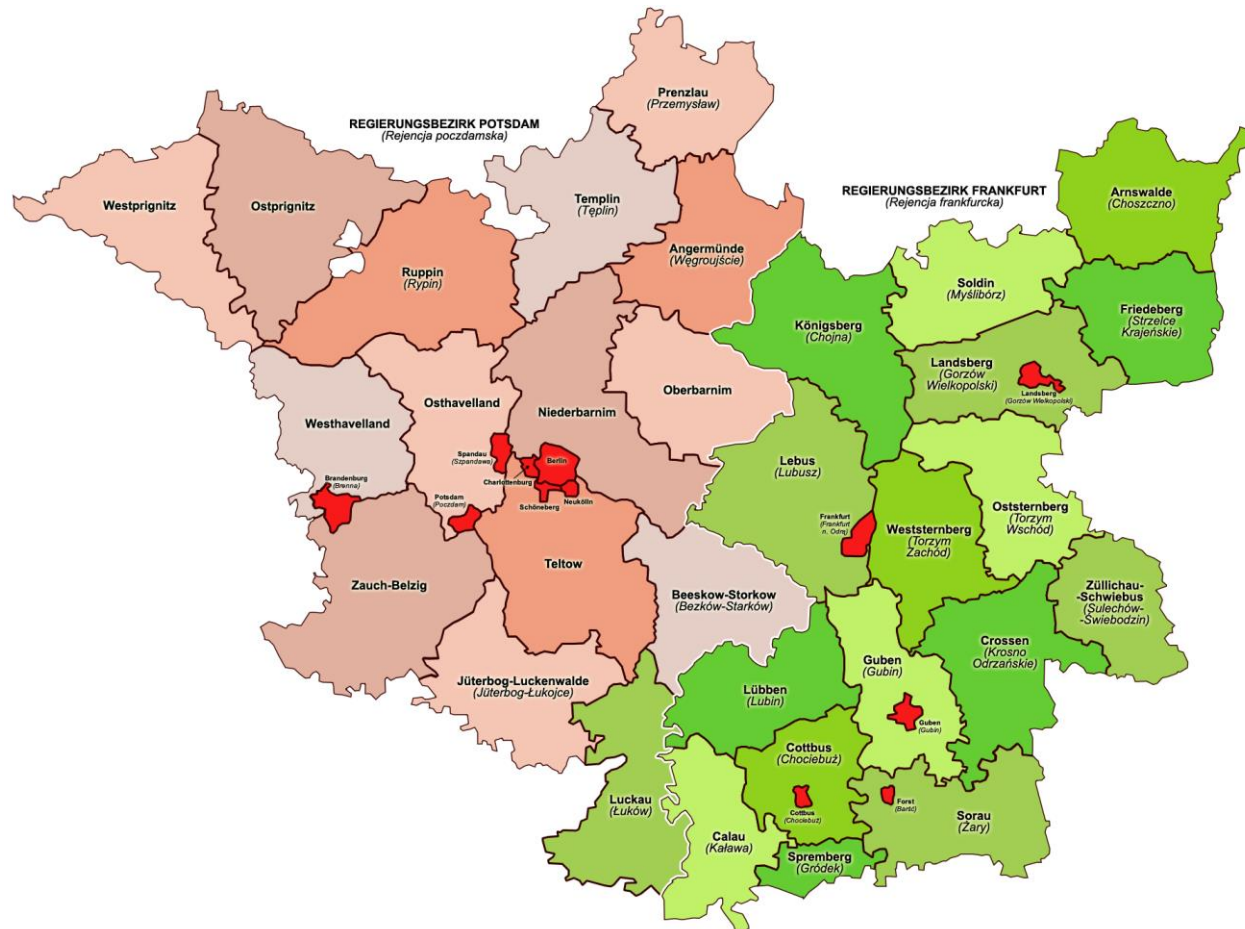 Prenzlau
(Przemysław)
REGIERUNGSBEZIRK POTSDAM
(Rejencja poczdamska)
REGIERUNGSBEZIRK FRANKFURT
(Rejencja frankfurcka)
Arnswalde
(Choszczno)
Westprignitz
Ostprignitz
Templin
(Tęplin)
Angermünde
(Węgroujście)
Ruppin
(Rypin)
Soldin
(Myślibórz)
Friedeberg
(Strzelce
Krajeńskie)
Königsberg
(Chojna)
Landsberg
(Gorzów
Wielkopolski)
Landsberg
(Gorzów Wielkopolski)
Oberbarnim
Osthavelland
Niederbarnim
Westhavelland
Spandau
(Szpandawa)
Berlin
Charlottenburg
Schöneberg
Neukölln
Brandenburg
(Brenna)
Potsdam
(Poczdam)
Lebus
(Lubusz)
Frankfurt
(Frankfurt
n. Odrą)
Weststernberg
(Torzym
Zachód)
Oststernberg
(Torzym
Wschód)
Zauch-Belzig
Teltow
Beeskow-Storkow
(Bezków-Starków)
Züllichau-
-Schwiebus
(Sulechów-
-Świebodzin)
Crossen
(Krosno
Odrzańskie)
Guben
(Gubin)
Guben
(Gubin)
Jüterbog-Luckenwalde
(Jüterbog-Łukojce)
Lübben
(Lubin)
Cottbus
(Chociebuż)
Cottbus
(Chociebuż)
Luckau
(Łuków)
Forst
(Barść)
Sorau
(Żary)
Calau
(Kaława)
Spremberg
(Gródek)